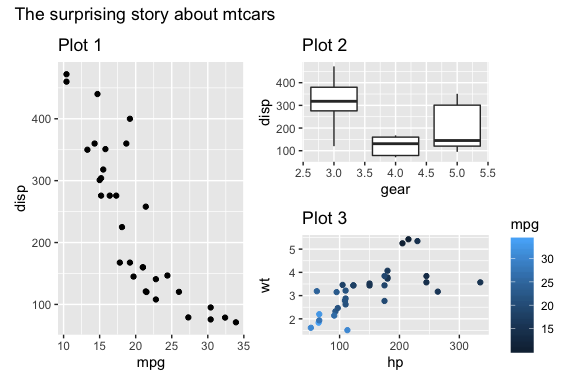 The surprising story about mtcars
Plot 1
disp
400
300
200
100
10 15 20 25 30 35
mpg
Plot 2
disp
400
300
200
100
2.5 3.0 3.5 4.0 4.5 5.0 5.5
gear
Plot 3
wt
5
4
3
2
100 200 300
hp
mpg
30
25
20
15